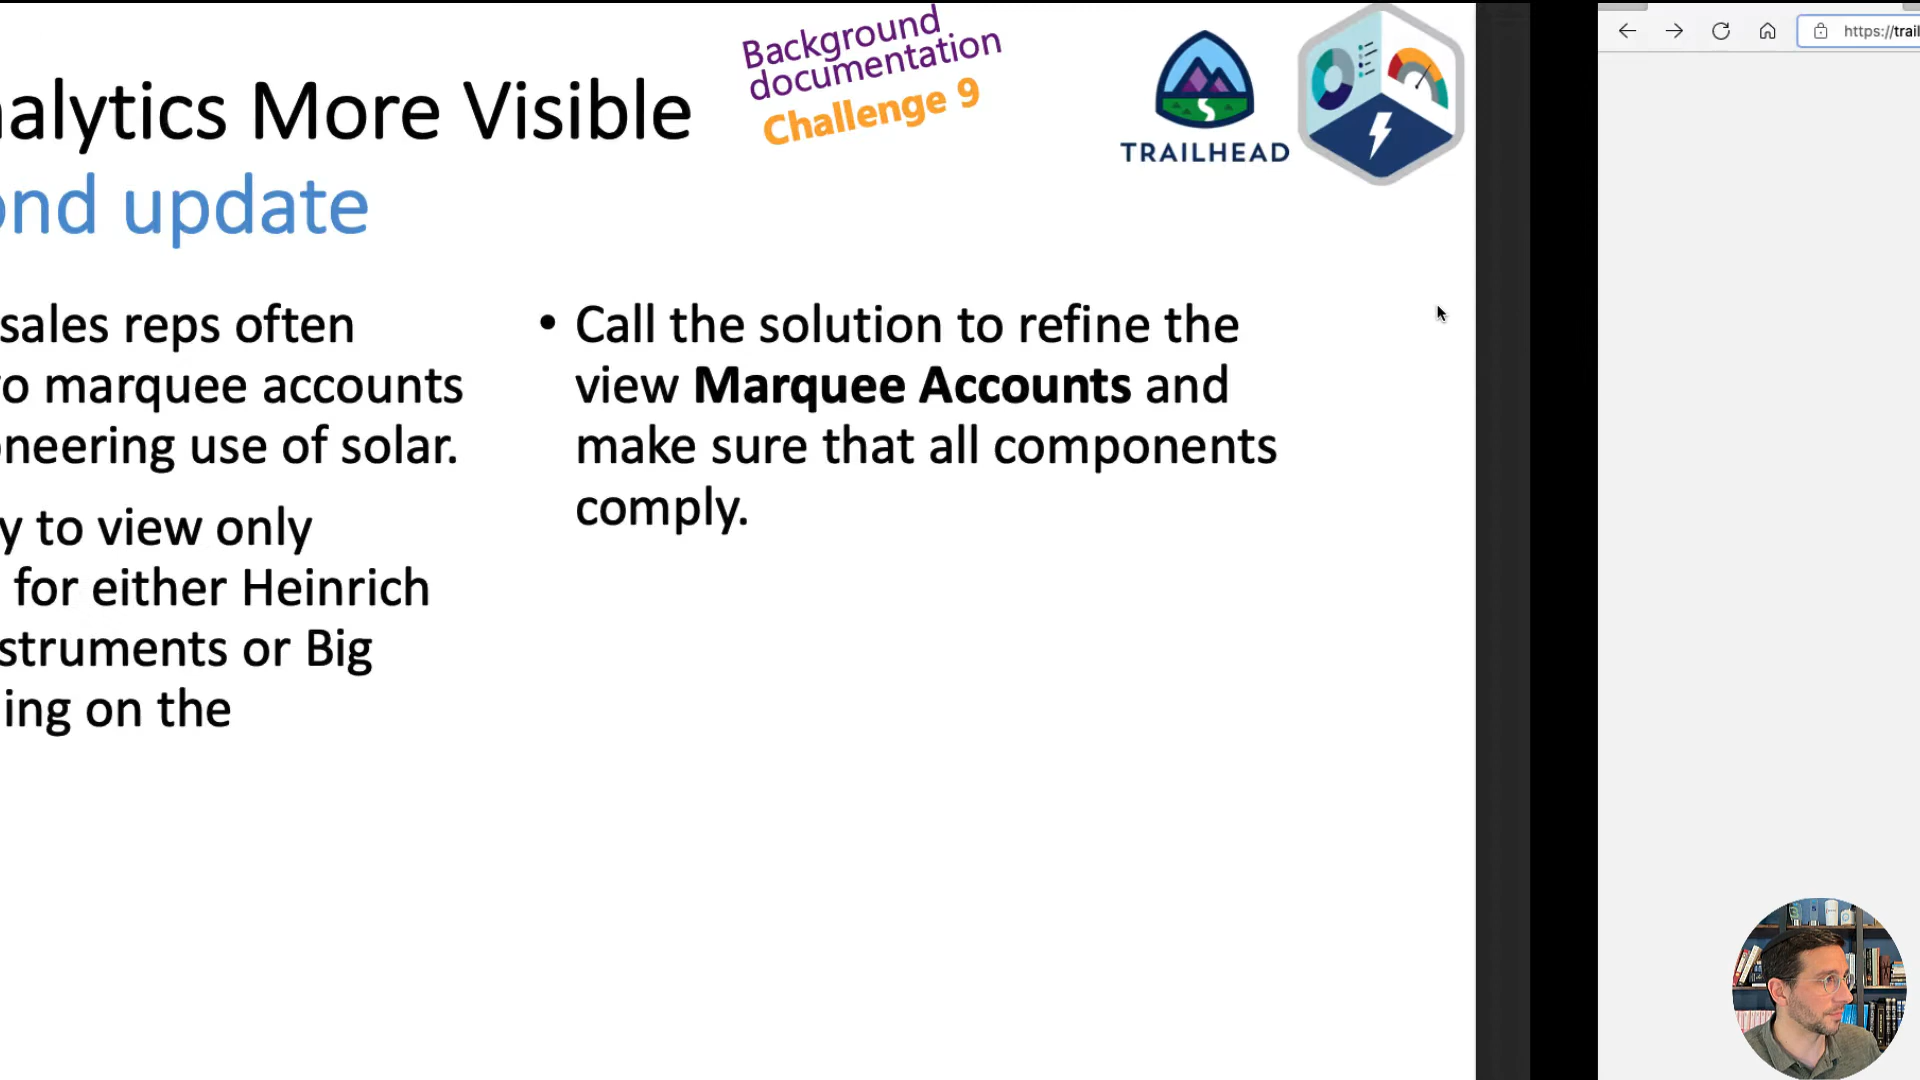 alytics More Visible
ond update
Background
documentation
Challenge 9
TRAILHEAD
https://trail
sales reps often
marquee accounts
neering use of solar.
y to view only
for either Heinrich
struments or Big
ing on the
• Call the solution to refine the
view Marquee Accounts and
make sure that all components
comply.